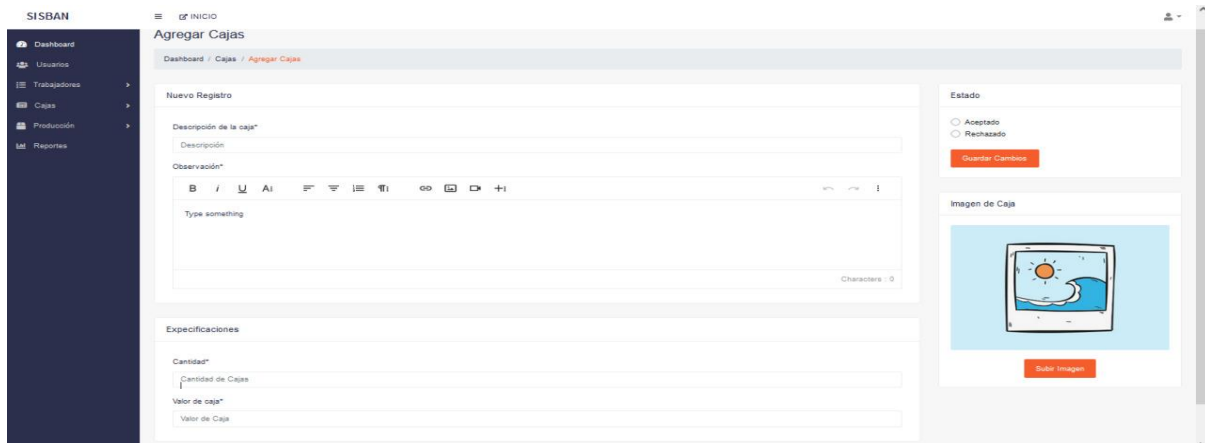 SISBAN
INICIO
Dashboard
Usuarios
Trabajadores
Cajas
Producción
Reportes
Agregar Cajas
Dashboard / Cajas / Agregar Cajas
Nuevo Registro
Descripción de la caja*
Descripción
Observación*
Type something
Characters : 0
Expecificaciones
Cantidad*
Cantidad de Cajas
Valor de caja*
Valor de Caja
Estado
Aceptado
Rechazado
Guardar Cambios
Imagen de Caja
Subir Imagen